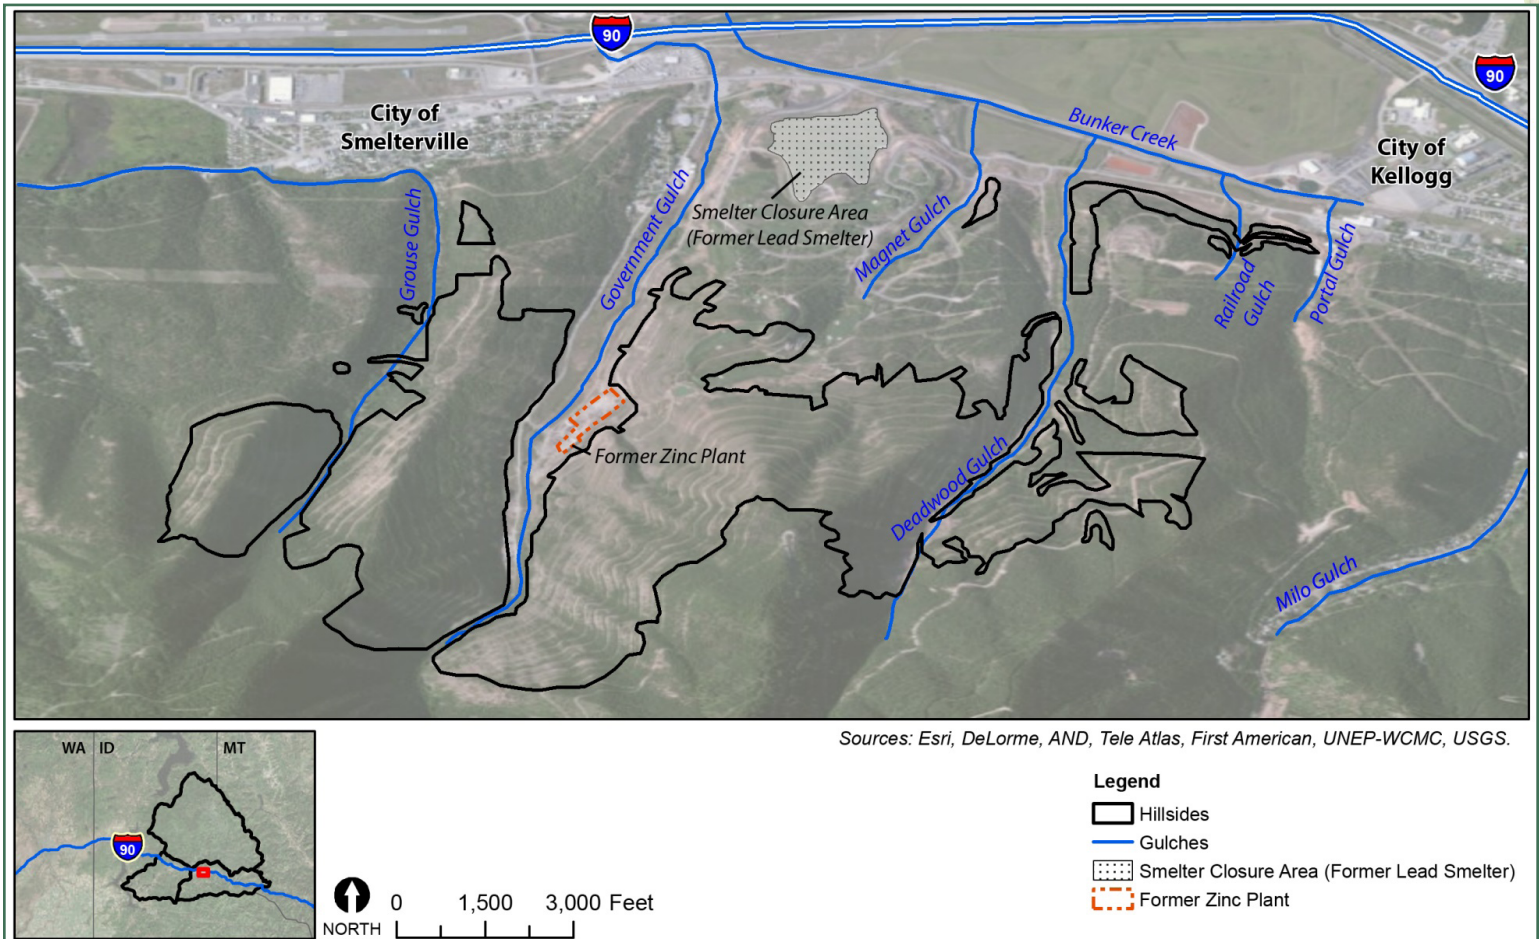 90
90
City of
Smelterville
Bunker Creek
City of
Kellogg
Grouse Gulch
Government Gulch
Smelter Closure Area
(Former Lead Smelter)
Magnet Gulch
Railroad
Gulch
Portal Gulch
Former Zinc Plant
Deadwood Gulch
Milo Gulch
Sources: Esri, DeLorme, AND, Tele Atlas, First American, UNEP-WCMC, USGS.
WA ID MT
90
NORTH
0 1,500 3,000 Feet
Legend
Hillsides
Gulches
Smelter Closure Area (Former Lead Smelter)
Former Zinc Plant